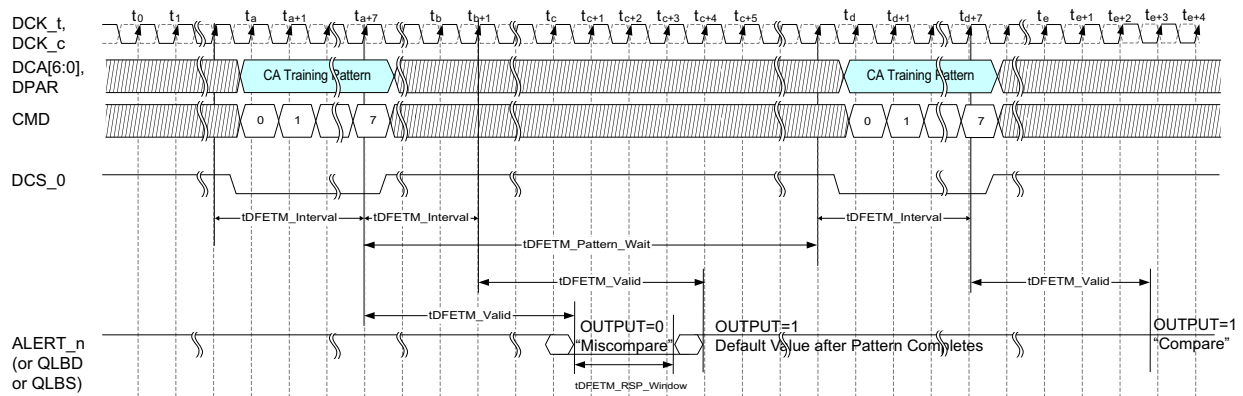 DCK_t,
DCK_c
t0 t1 ta ta+1 ta+7 tb tb+1 tc tc+1 tc+2 tc+3 tc+4 tc+5 td td+1 td+7 te te+1 te+2 te+3 te+4
DCA[6:0],
DPAR
CA Training Pattern CA Training Pattern
CMD
0 1 7 0 1 7
DCS_0
tDFETM_Interval tDFETM_Interval tDFETM_Interval
tDFETM_Pattern_Wait
tDFETM_Valid tDFETM_Valid
tDFETM_Valid
ALERT_n
(or QLBD
or QLBS)
OUTPUT=0
“Miscompare”
OUTPUT=1
Default Value after Pattern Completes
OUTPUT=1
“Compare”
tDFETM_RSP_Window